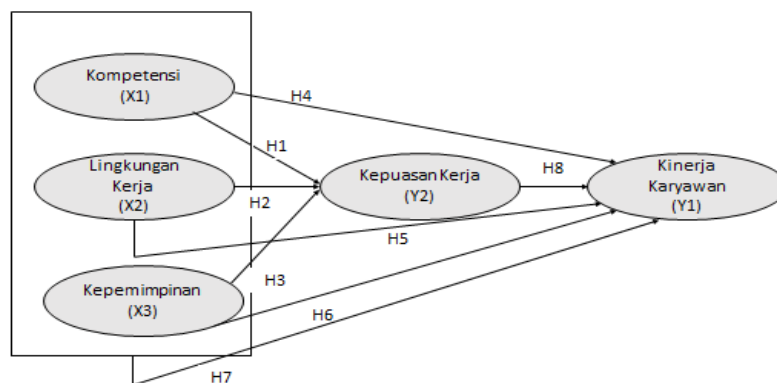 Kompetensi
(X1)
H4
H1
Lingkungan
Kerja
(X2)
H2
Kepuasan Kerja
(Y2)
H8
Kinerja
Karyawan
(Y1)
H5
Kepemimpinan
(X3)
H3
H6
H7